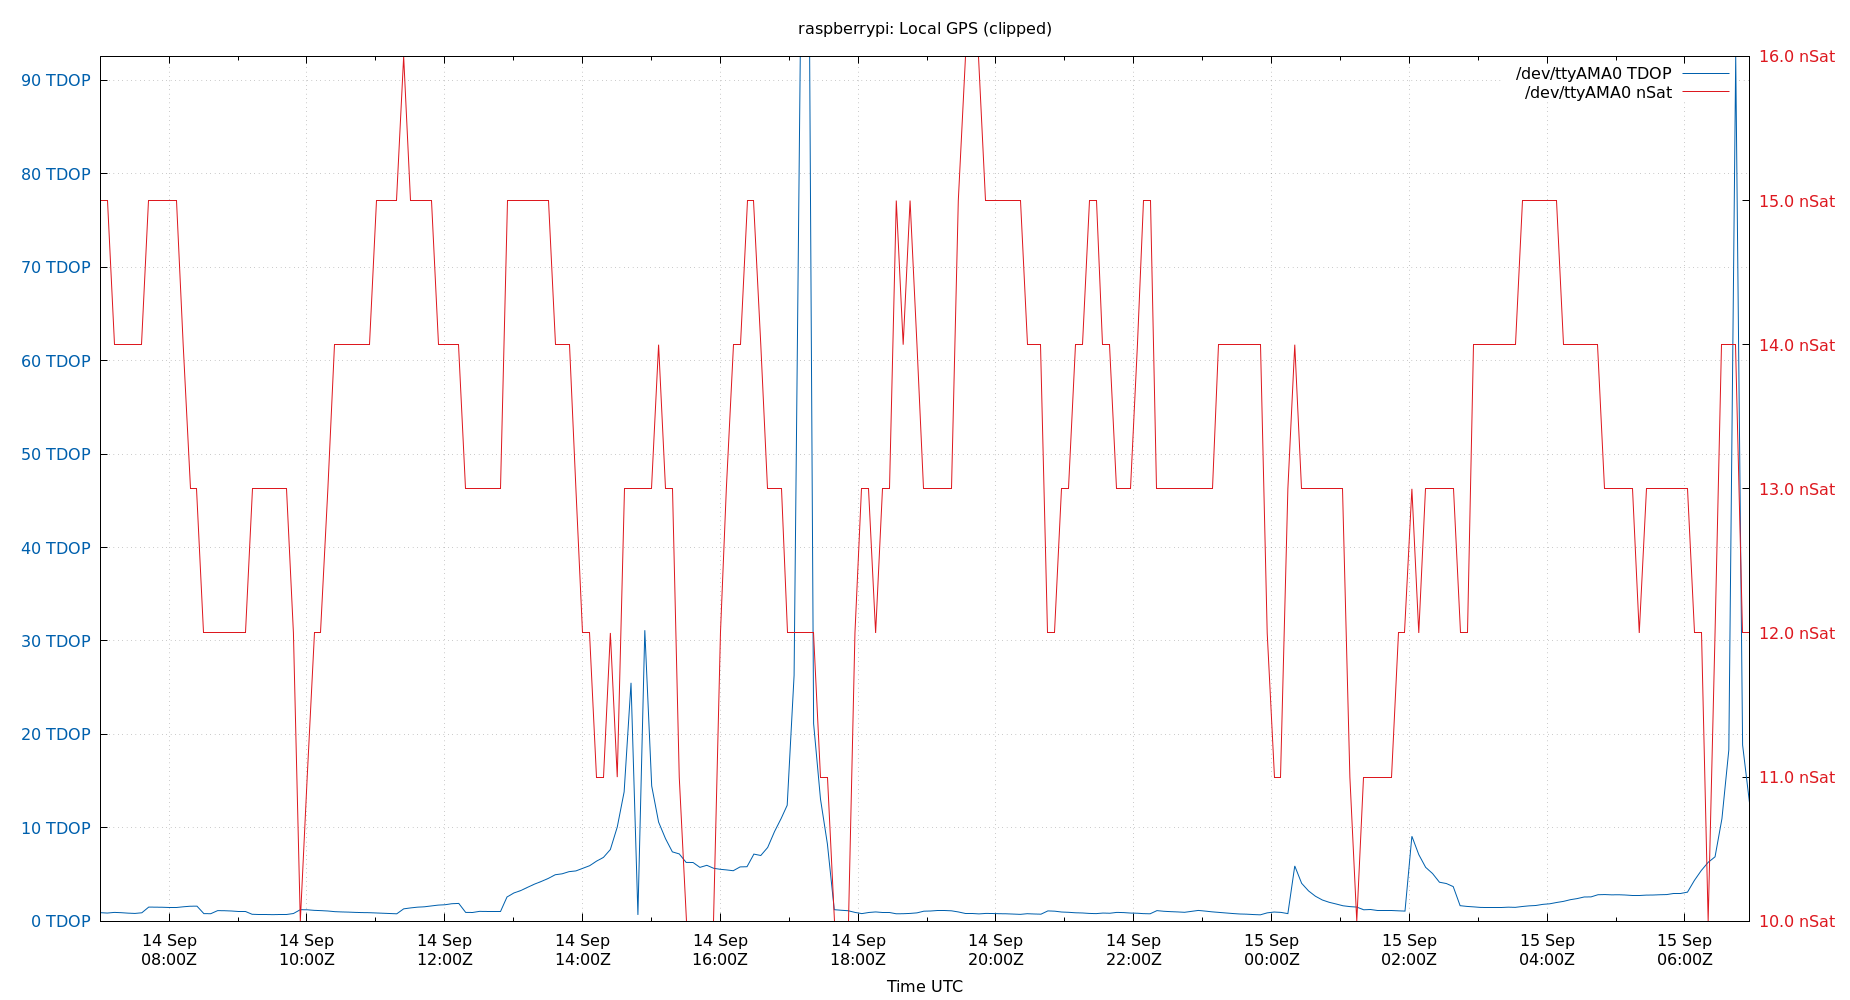 raspberrypi: Local GPS (clipped)
90 TDOP
80 TDOP
70 TDOP
60 TDOP
50 TDOP
40 TDOP
30 TDOP
20 TDOP
10 TDOP
0 TDOP
16.0 nSat
15.0 nSat
14.0 nSat
13.0 nSat
12.0 nSat
11.0 nSat
10.0 nSat
/dev/ttyAMA0 TDOP
/dev/ttyAMA0 nSat
14 Sep 14 Sep 14 Sep 14 Sep 14 Sep 14 Sep 14 Sep 14 Sep 15 Sep 15 Sep 15 Sep 15 Sep
08:00Z 10:00Z 12:00Z 14:00Z 16:00Z 18:00Z 20:00Z 22:00Z 00:00Z 02:00Z 04:00Z 06:00Z
Time UTC